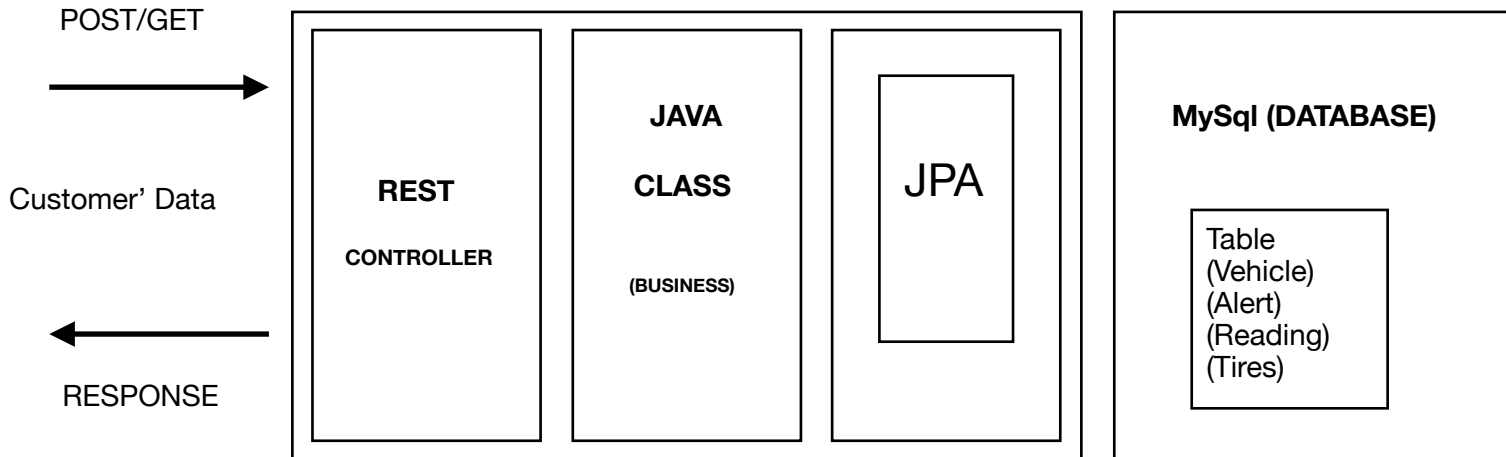 POST/GET
Customer’ Data
RESPONSE
REST
CONTROLLER
JAVA
CLASS
(BUSINESS)
JPA
MySql (DATABASE)
Table
(Vehicle)
(Alert)
(Reading)
(Tires)